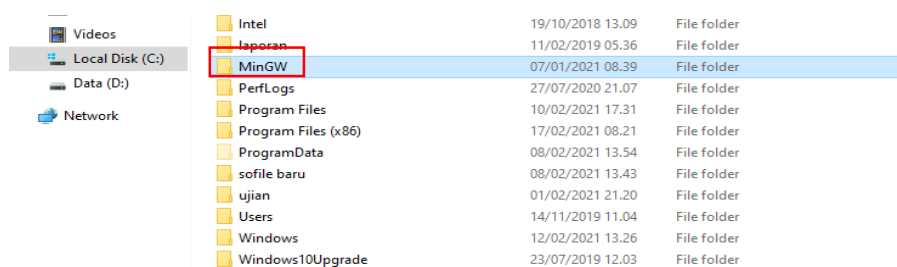 Videos
Local Disk (C:)
Data (D:)
Network
Intel 19/10/2018 13.09 File folder
laporan 11/02/2019 05.36 File folder
MinGW 07/01/2021 08.39 File folder
PerfLogs 27/07/2020 21.07 File folder
Program Files 10/02/2021 17.31 File folder
Program Files (x86) 17/02/2021 08.21 File folder
ProgramData 08/02/2021 13.54 File folder
sofile baru 08/02/2021 13.43 File folder
ujian 01/02/2021 21.20 File folder
Users 14/11/2019 11.04 File folder
Windows 12/02/2021 13.26 File folder
Windows10Upgrade 23/07/2019 12.03 File folder